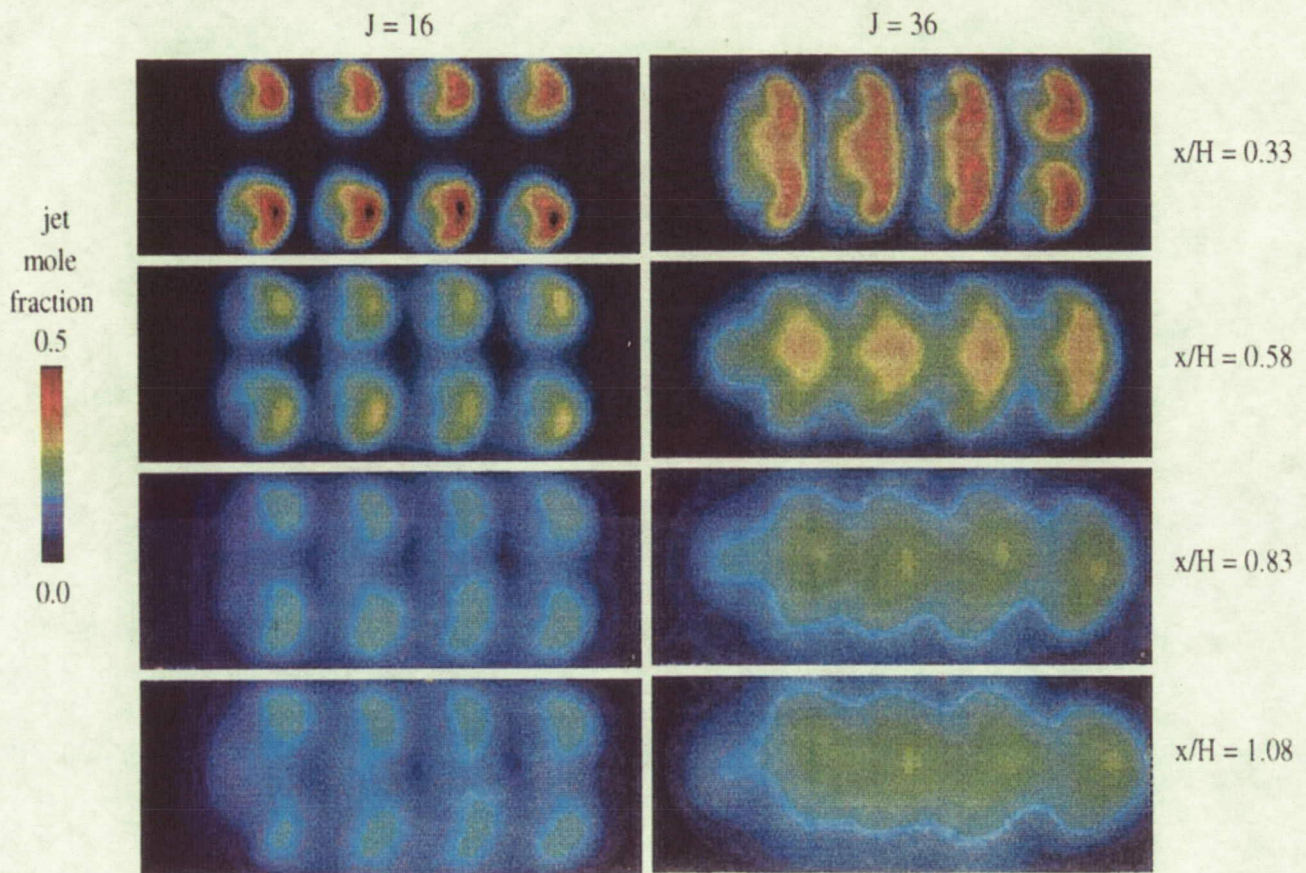 J = 16
J = 36
x/H = 0.33
jet
mole
fraction
0.5
0.0
x/H = 0.58
x/H = 0.83
x/H = 1.08